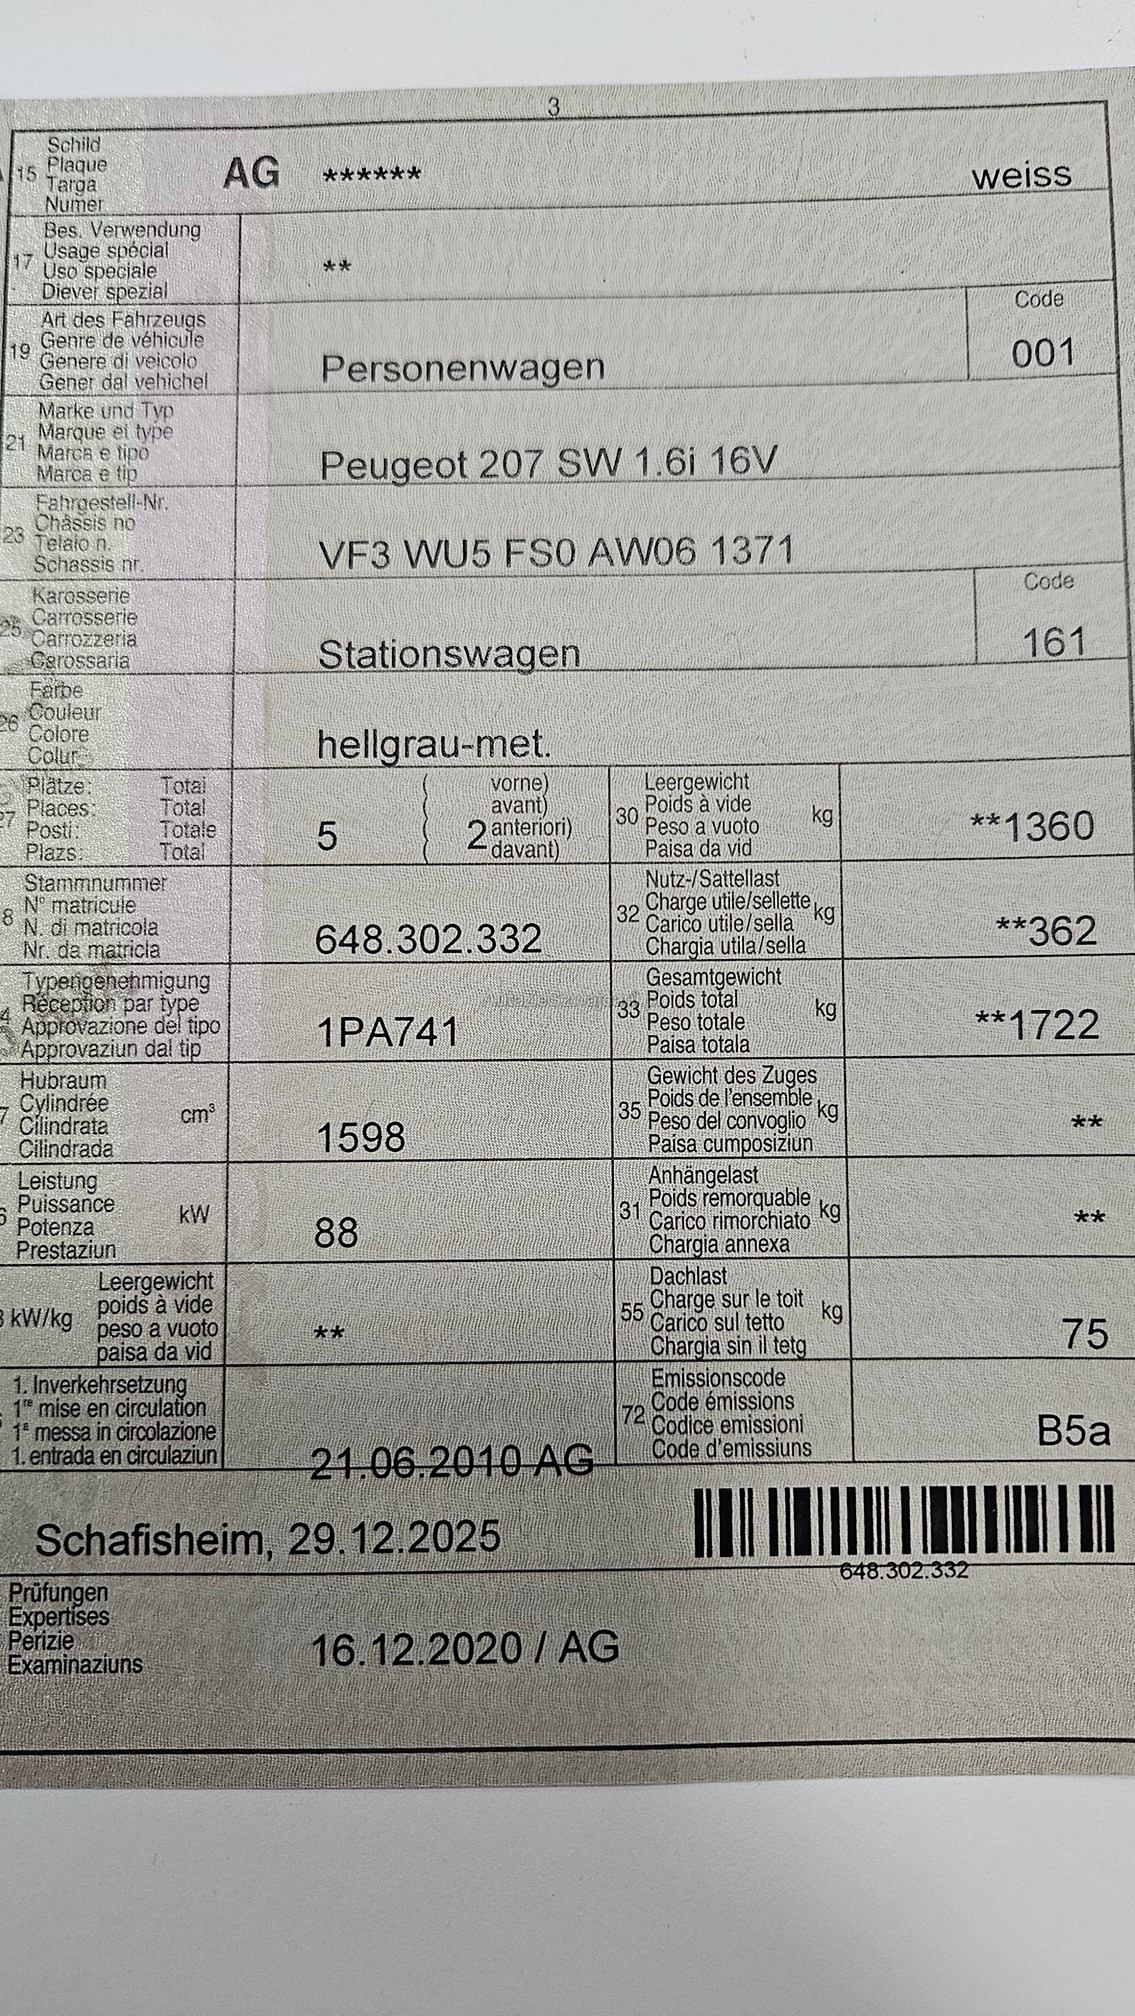 3
15 Schild
Plaque
Targa
Numer
AG ****** weiss
17 Bes. Verwendung
Usage spécial
Uso speciale
Diever spezial
**
19 Art des Fahrzeugs
Genre de véhicule
Genere di veicolo
Gener dal vehichel
Personenwagen
Code
001
21 Marke und Typ
Marque et type
Marca e tipo
Marca e tip
Peugeot 207 SW 1.6i 16V
23 Fahrgestell-Nr.
Châssis no
Telaio n.
Schassis nr.
VF3 WU5 FS0 AW06 1371
25 Karosserie
Carrosserie
Carrozzeria
Carossaria
Stationswagen
Code
161
26 Farbe
Couleur
Colore
Colur
hellgrau-met.
Plätze: Total
Places: Total
Posti: Totale
Plazs: Total
5
2
vorne)
avant)
anteriori)
davant)
30 Leergewicht
Poids à vide
Peso a vuoto
Paisa da vid
kg
**1360
8 Stammnummer
N° matricule
N. di matricola
Nr. da matricla
648.302.332
32 Nutz-/Sattellast
Charge utile/sellette
Carico utile/sella
Chargia utila/sella
kg
**362
Typengenehmigung
Réception par type
Approvazione del tipo
Approvaziun dal tip
1PA741
33 Gesamtgewicht
Poids total
Peso totale
Paisa totala
kg
**1722
7 Hubraum
Cylindrée
Cilindrata
Cilindrada
cm³
1598
35 Gewicht des Zuges
Poids de l'ensemble
Peso del convoglio
Paisa cumposiziun
kg
**
Leistung
Puissance
Potenza
Prestaziun
kW
88
31 Anhängelast
Poids remorquable
Carico rimorchiato
Chargia annexa
kg
**
kW/kg
Leergewicht
poids à vide
peso a vuoto
paisa da vid
**
55 Dachlast
Charge sur le toit
Carico sul tetto
Chargia sin il tetg
kg
75
1. Inverkehrsetzung
1re mise en circulation
1a messa in circolazione
1. entrada en circulaziun
21.06.2010 AG
72 Emissionscode
Code émissions
Codice emissioni
Code d'emissiuns
B5a
Schafisheim, 29.12.2025
648.302.332
Prüfungen
Expertises
Perizie
Examinaziuns
16.12.2020 / AG